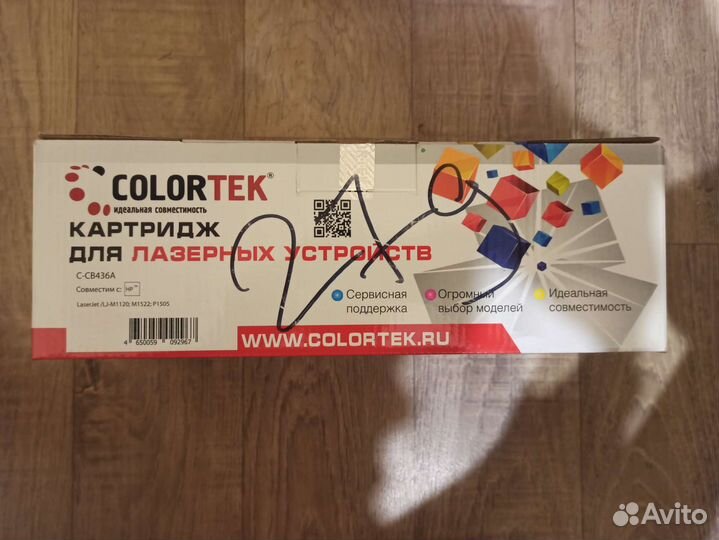 COLORTEK®
идеальная совместимость
КАРТРИДЖ
ДЛЯ ЛАЗЕРНЫХ УСТРОЙСТВ
C-CB436A
Совместим с: HP™
LaserJet /LJ-M1120; M1522; P1505
4 650059 092967
Сервисная поддержка
Огромный выбор моделей
Идеальная совместимость
WWW.COLORTEK.RU
Avito